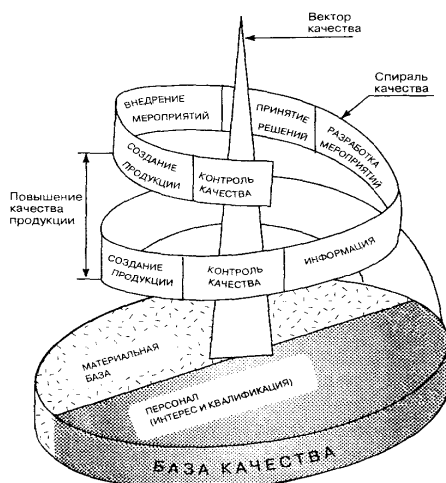 Вектор
качества
Спираль
качества
ВНЕДРЕНИЕ
МЕРОПРИЯТИЙ
ПРИНЯТИЕ
РЕШЕНИЙ
РАЗРАБОТКА
МЕРОПРИЯТИЙ
СОЗДАНИЕ
ПРОДУКЦИИ
КОНТРОЛЬ
КАЧЕСТВА
Повышение
качества
продукции
СОЗДАНИЕ
ПРОДУКЦИИ
КОНТРОЛЬ
КАЧЕСТВА
ИНФОРМАЦИЯ
МАТЕРИАЛЬНАЯ
БАЗА
ПЕРСОНАЛ
(ИНТЕРЕС И КВАЛИФИКАЦИЯ)
БАЗА КАЧЕСТВА